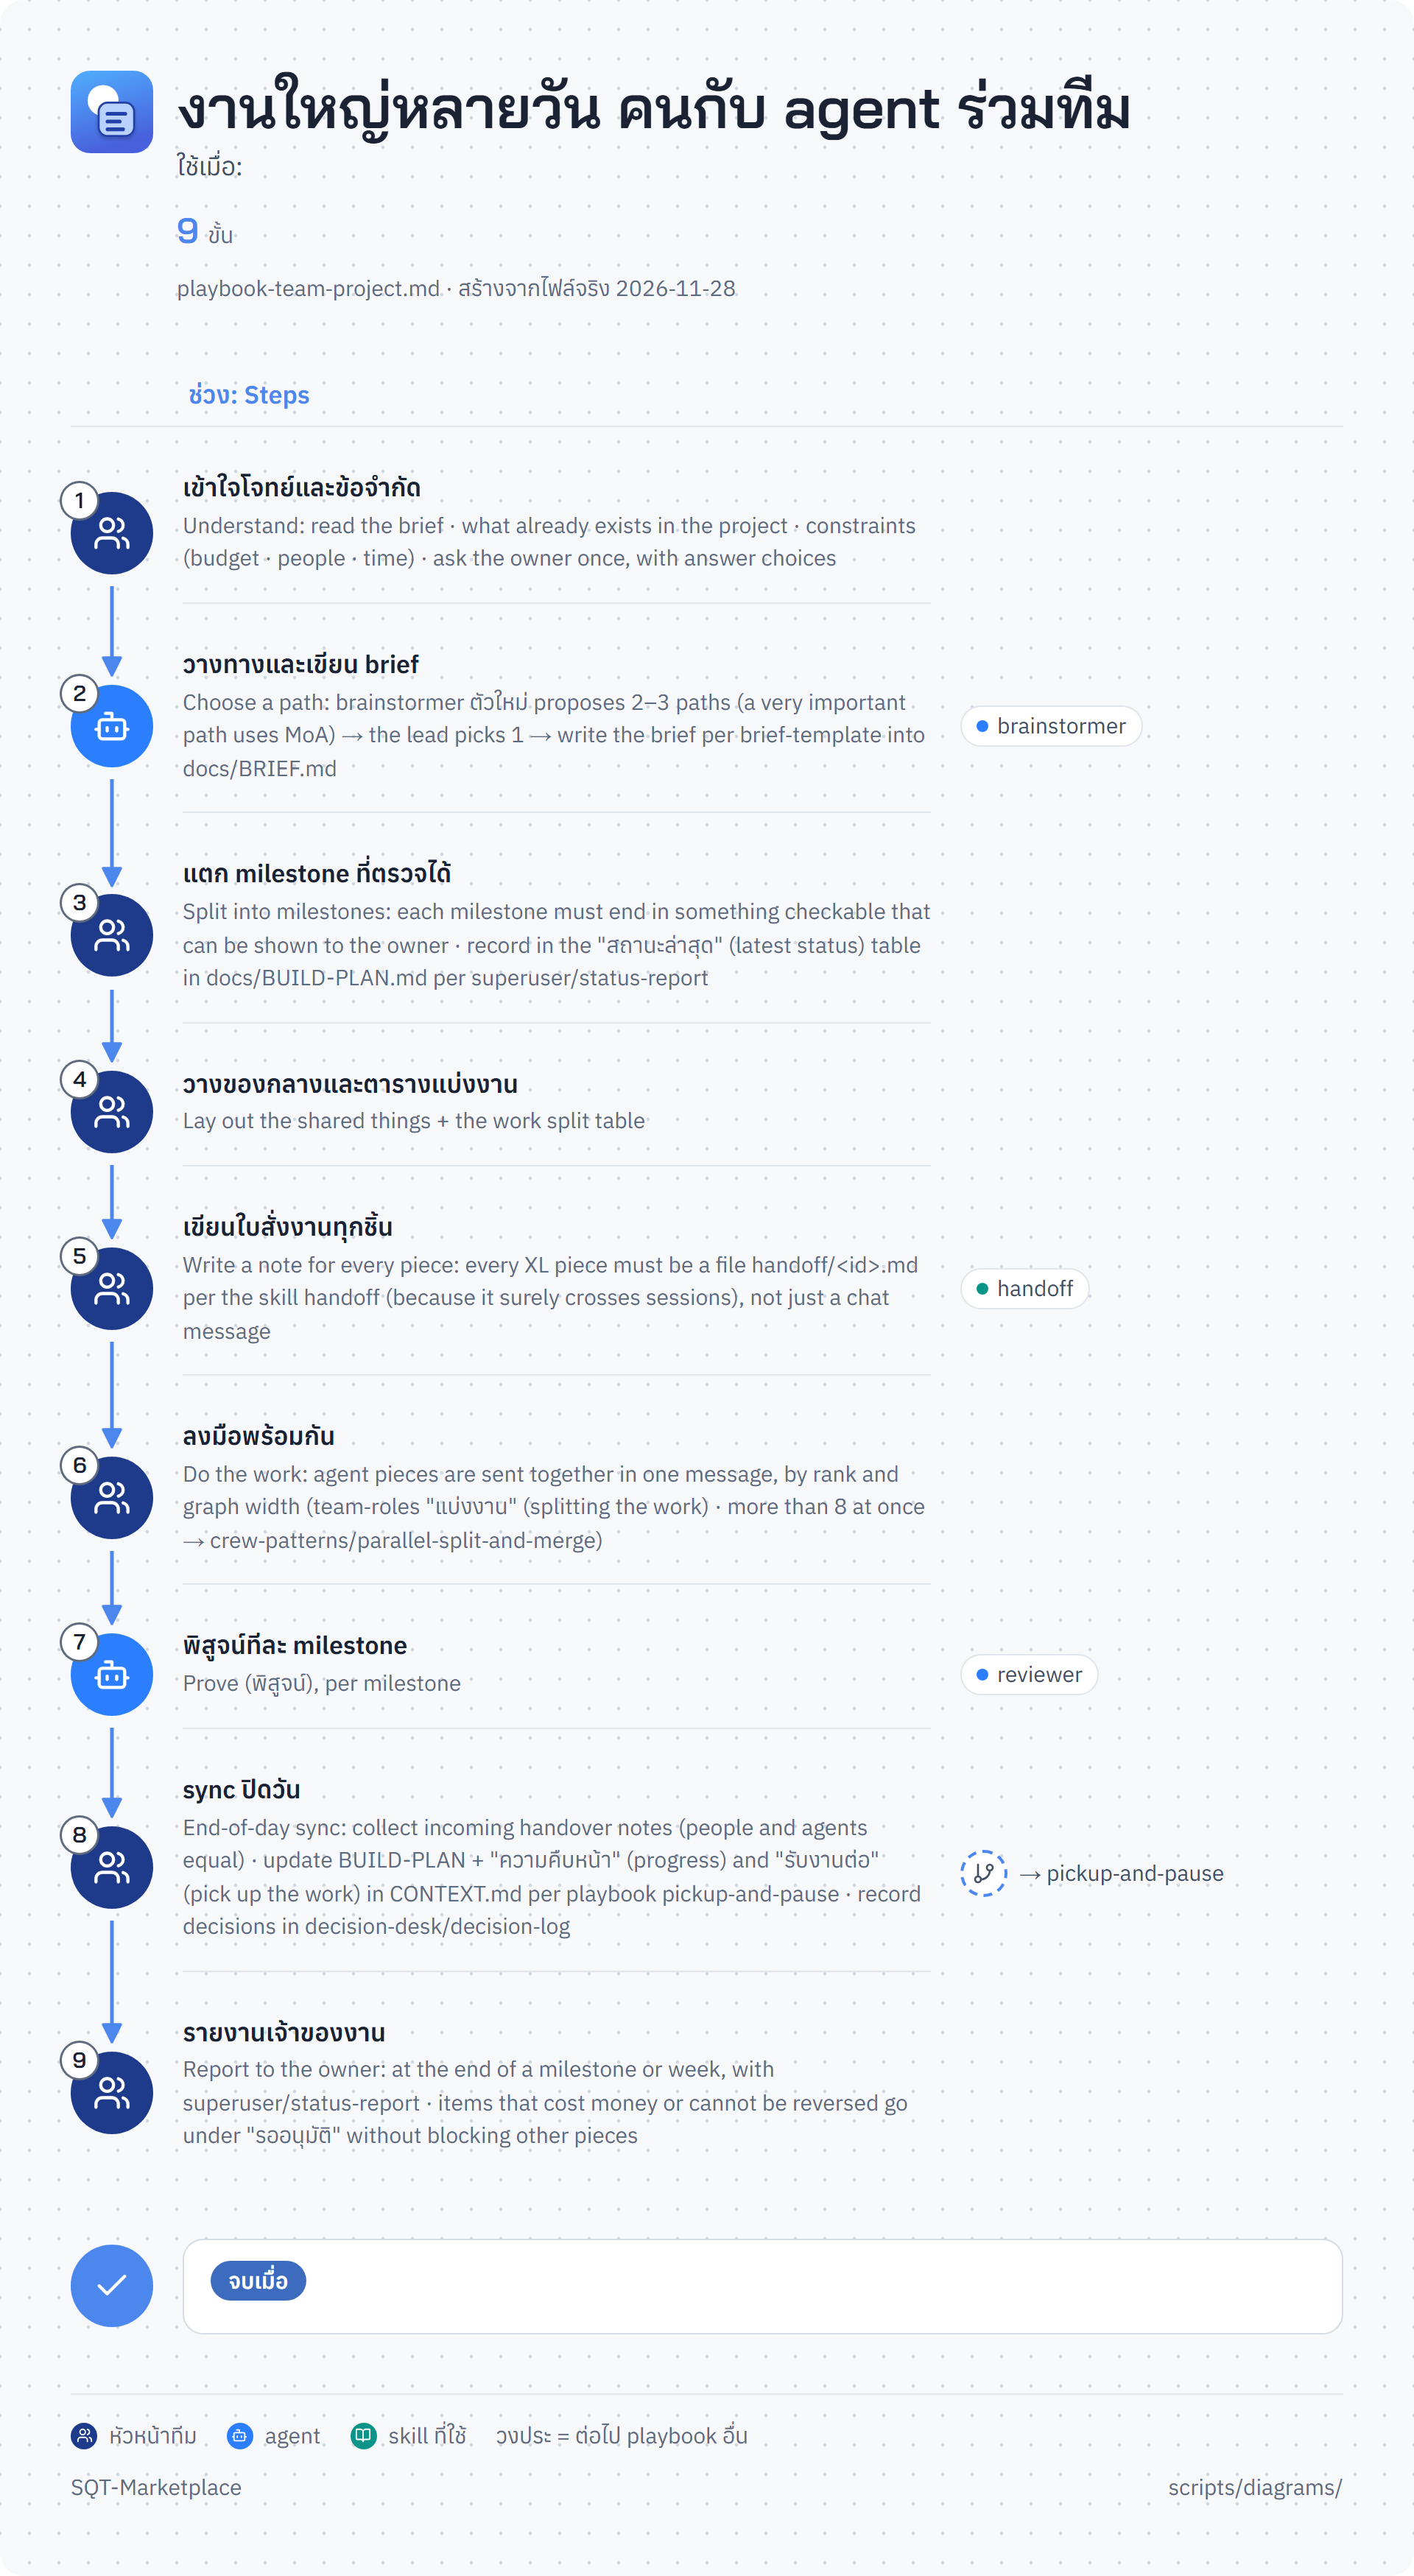 งานใหญ่หลายวัน คนกับ agent ร่วมทีม
ใช้เมื่อ:
9 ขั้น
playbook-team-project.md · สร้างจากไฟล์จริง 2026-11-28
ช่วง: Steps
1
เข้าใจโจทย์และข้อจำกัด
Understand: read the brief · what already exists in the project · constraints
(budget · people · time) · ask the owner once, with answer choices
2
วางทางและเขียน brief
Choose a path: brainstormer ตัวใหม่ proposes 2–3 paths (a very important
path uses MoA) → the lead picks 1 → write the brief per brief-template into
docs/BRIEF.md
brainstormer
3
แตก milestone ที่ตรวจได้
Split into milestones: each milestone must end in something checkable that
can be shown to the owner · record in the "สถานะล่าสุด" (latest status) table
in docs/BUILD-PLAN.md per superuser/status-report
4
วางของกลางและตารางแบ่งงาน
Lay out the shared things + the work split table
5
เขียนใบสั่งงานทุกชิ้น
Write a note for every piece: every XL piece must be a file handoff/<id>.md
per the skill handoff (because it surely crosses sessions), not just a chat
message
handoff
6
ลงมือพร้อมกัน
Do the work: agent pieces are sent together in one message, by rank and
graph width (team-roles "แบ่งงาน" (splitting the work) · more than 8 at once
→ crew-patterns/parallel-split-and-merge)
7
พิสูจน์ทีละ milestone
Prove (พิสูจน์), per milestone
reviewer
8
sync ปิดวัน
End-of-day sync: collect incoming handover notes (people and agents
equal) · update BUILD-PLAN + "ความคืบหน้า" (progress) and "รับงานต่อ"
(pick up the work) in CONTEXT.md per playbook pickup-and-pause · record
decisions in decision-desk/decision-log
→ pickup-and-pause
9
รายงานเจ้าของงาน
Report to the owner: at the end of a milestone or week, with
superuser/status-report · items that cost money or cannot be reversed go
under "รออนุมัติ" without blocking other pieces
จบเมื่อ
หัวหน้าทีม agent skill ที่ใช้ วงประ = ต่อไป playbook อื่น
SQT-Marketplace scripts/diagrams/